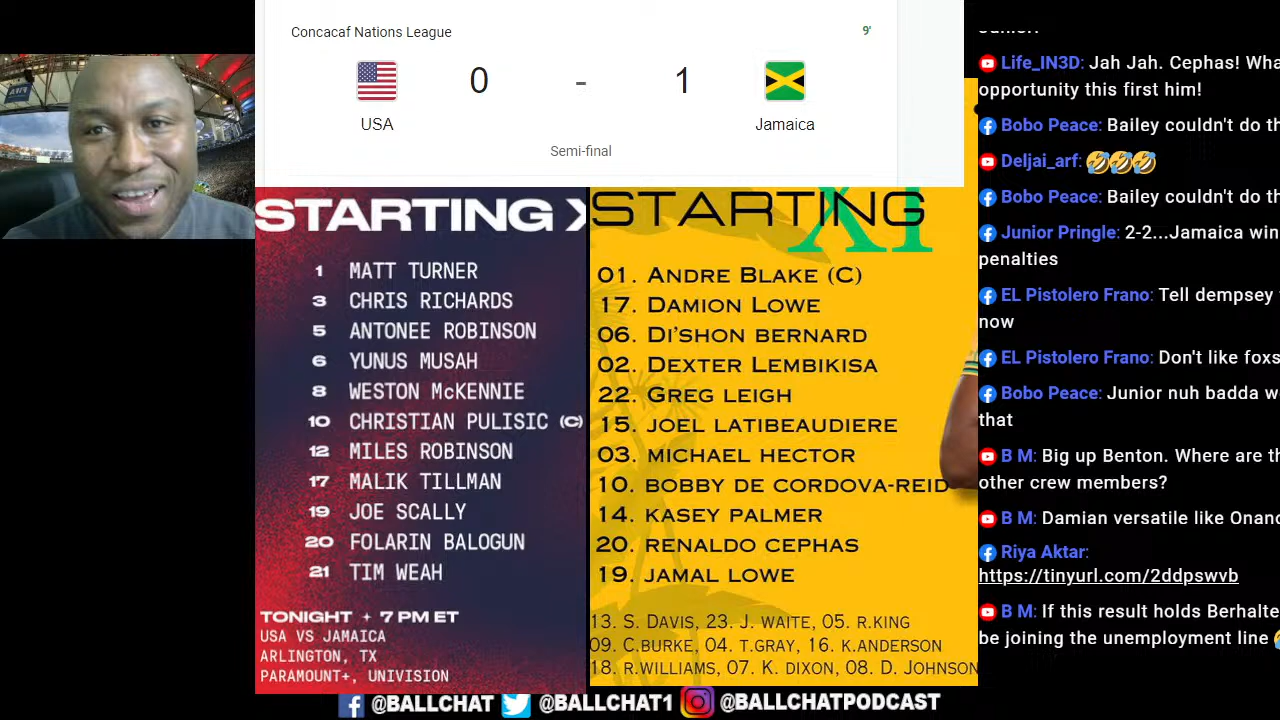 Concacaf Nations League
9'
0 - 1
USA
Jamaica
Semi-final
STARTING X
1 MATT TURNER
3 CHRIS RICHARDS
5 ANTONEE ROBINSON
6 YUNUS MUSAH
8 WESTON McKENNIE
10 CHRISTIAN PULISIC (C)
12 MILES ROBINSON
17 MALIK TILLMAN
19 JOE SCALLY
20 FOLARIN BALOGUN
21 TIM WEAH
TONIGHT + 7 PM ET
USA VS JAMAICA
ARLINGTON, TX
PARAMOUNT+, UNIVISION
STARTING
XI
01. ANDRE BLAKE (C)
17. DAMION LOWE
06. DI'SHON BERNARD
02. DEXTER LEMBIKISA
22. GREG LEIGH
15. JOEL LATIBEAUDIERE
03. MICHAEL HECTOR
10. BOBBY DE CORDOVA-REID
14. KASEY PALMER
20. RENALDO CEPHAS
19. JAMAL LOWE
13. S. DAVIS, 23. J. WAITE, 05. R.KING
09. C.BURKE, 04. T.GRAY, 16. K.ANDERSON
18. R.WILLIAMS, 07. K. DIXON, 08. D. JOHNSON
Life_IN3D: Jah Jah. Cephas! Wha
opportunity this first him!
Bobo Peace: Bailey couldn't do th
Deljai_arf: 🤣🤣🤣
Bobo Peace: Bailey couldn't do th
Junior Pringle: 2-2...Jamaica win
penalties
EL Pistolero Frano: Tell dempsey
now
EL Pistolero Frano: Don't like foxs
Bobo Peace: Junior nuh badda w
that
B M: Big up Benton. Where are th
other crew members?
B M: Damian versatile like Onano
Riya Aktar:
https://tinyurl.com/2ddpswvb
B M: If this result holds Berhalte
be joining the unemployment line
@BALLCHAT @BALLCHAT1 @BALLCHATPODCAST